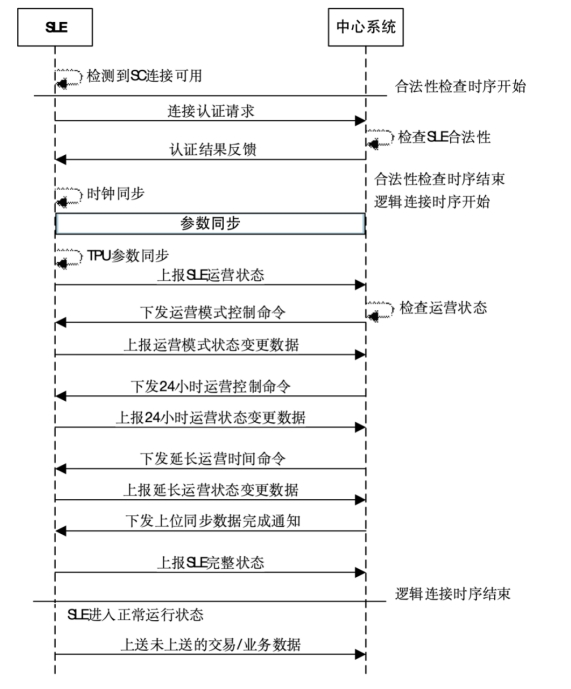 SLE
中心系统
检测到SC连接可用
合法性检查时序开始
连接认证请求
检查SLE合法性
认证结果反馈
合法性检查时序结束
时钟同步
逻辑连接时序开始
参数同步
TPU参数同步
上报SLE运营状态
检查运营状态
下发运营模式控制命令
上报运营模式状态变更数据
下发24小时运营控制命令
上报24小时运营状态变更数据
下发延长运营时间命令
上报延长运营状态变更数据
下发上位同步数据完成通知
上报SLE完整状态
逻辑连接时序结束
SLE进入正常运行状态
上送未上送的交易/业务数据